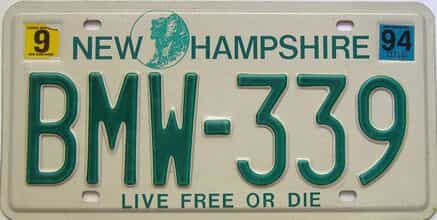 9 NEW HAMPSHIRE 94
BMW-339
LIVE FREE OR DIE